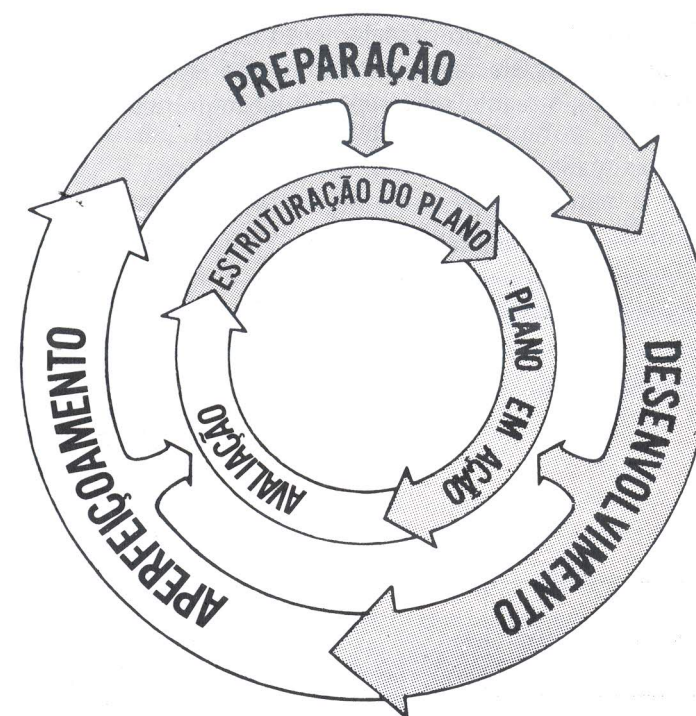 PREPARAÇÃO
DESENVOLVIMENTO
APERFEIÇOAMENTO
ESTRUTURAÇÃO DO PLANO
PLANO EM AÇÃO
AVALIAÇÃO